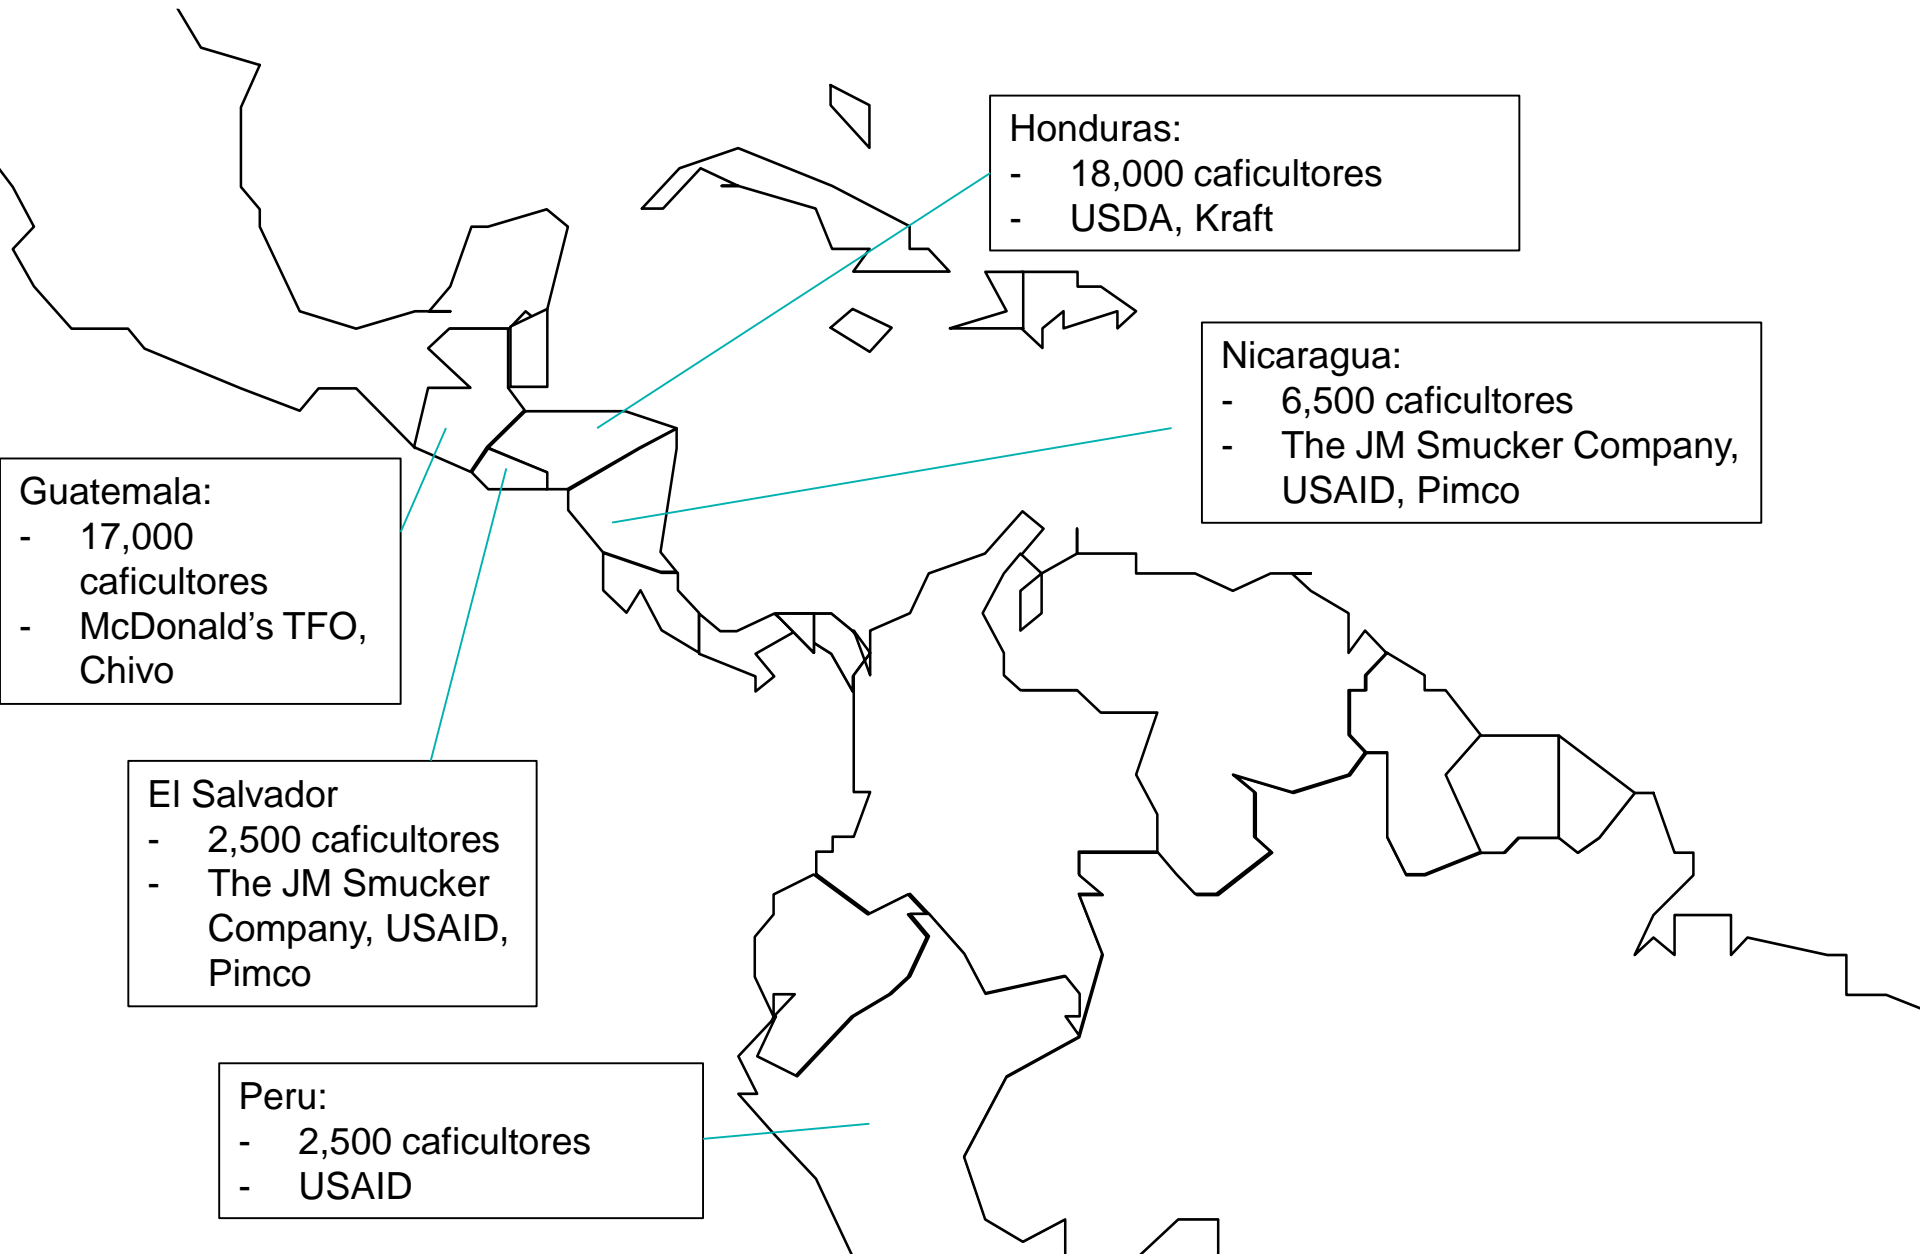 Honduras:
- 18,000 caficultores
- USDA, Kraft
Nicaragua:
- 6,500 caficultores
- The JM Smucker Company,
USAID, Pimco
Guatemala:
- 17,000
caficultores
- McDonald’s TFO,
Chivo
El Salvador
- 2,500 caficultores
- The JM Smucker
Company, USAID,
Pimco
Peru:
- 2,500 caficultores
- USAID